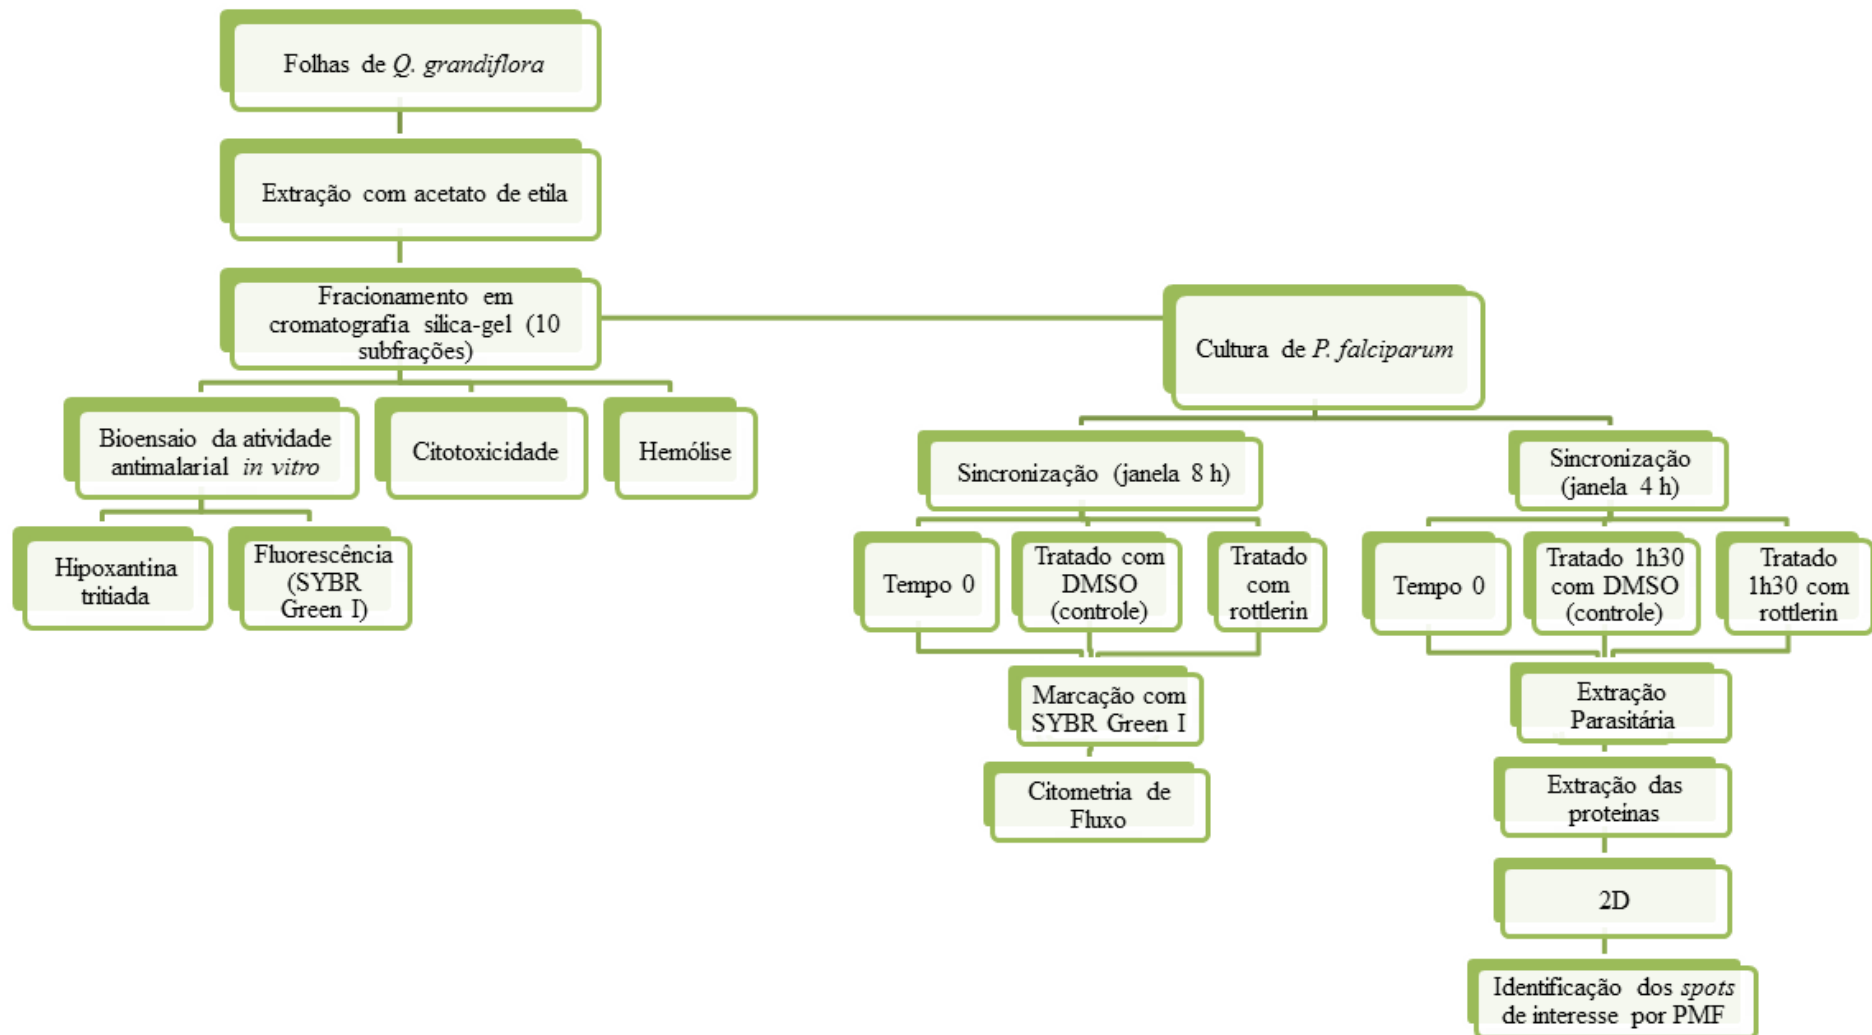 Folhas de Q. grandiflora
Extração com acetato de etila
Fracionamento em
cromatografia sílica-gel (10
subfrações)
Cultura de P. falciparum
Bioensaio da atividade
antimalarial in vitro
Citotoxicidade
Hemólise
Hipoxantina
tritiada
Fluorescência
(SYBR
Green I)
Sincronização (janela 8 h)
Sincronização
(janela 4 h)
Tempo 0
Tratado com
DMSO
(controle)
Tratado
com
rottlerin
Tempo 0
Tratado 1h30
com DMSO
(controle)
Tratado
1h30 com
rottlerin
Marcação com
SYBR Green I
Citometria de
Fluxo
Extração
Parasitária
Extração das
proteínas
2D
Identificação dos spots
de interesse por PMF